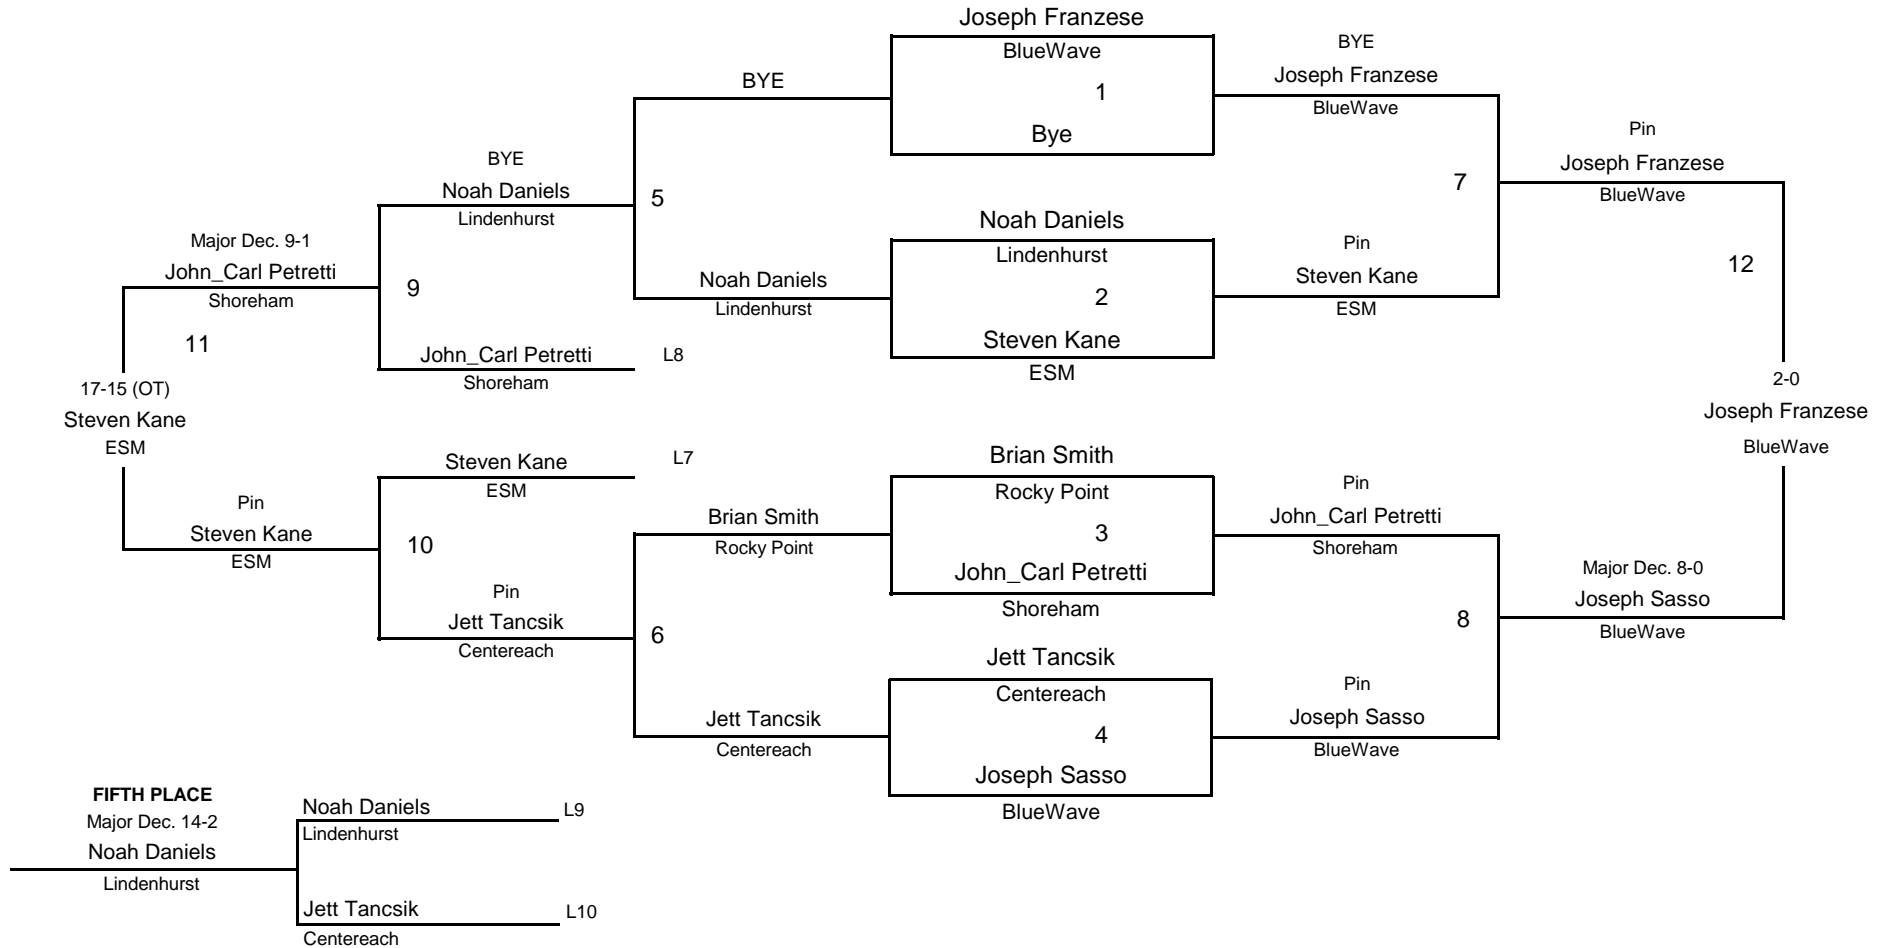 Joseph Franzese
BlueWave
1
Bye
BYE
Joseph Franzese
BlueWave
BYE
Pin
Joseph Franzese
BlueWave
7
12
BYE
Noah Daniels
Lindenhurst
5
Noah Daniels
Lindenhurst
2
Steven Kane
ESM
Noah Daniels
Lindenhurst
Pin
Steven Kane
ESM
Major Dec. 9-1
John_Carl Petretti
Shoreham
9
11
John_Carl Petretti
Shoreham
L8
17-15 (OT)
Steven Kane
ESM
2-0
Joseph Franzese
BlueWave
Steven Kane
ESM
L7
Pin
Steven Kane
ESM
10
Brian Smith
Rocky Point
3
John_Carl Petretti
Shoreham
Brian Smith
Rocky Point
Pin
John_Carl Petretti
Shoreham
Pin
Jett Tancsik
Centereach
6
8
Major Dec. 8-0
Joseph Sasso
BlueWave
Jett Tancsik
Centereach
4
Joseph Sasso
BlueWave
Jett Tancsik
Centereach
Pin
Joseph Sasso
BlueWave
FIFTH PLACE
Major Dec. 14-2
Noah Daniels
Lindenhurst
Noah Daniels
Lindenhurst
L9
Jett Tancsik
Centereach
L10